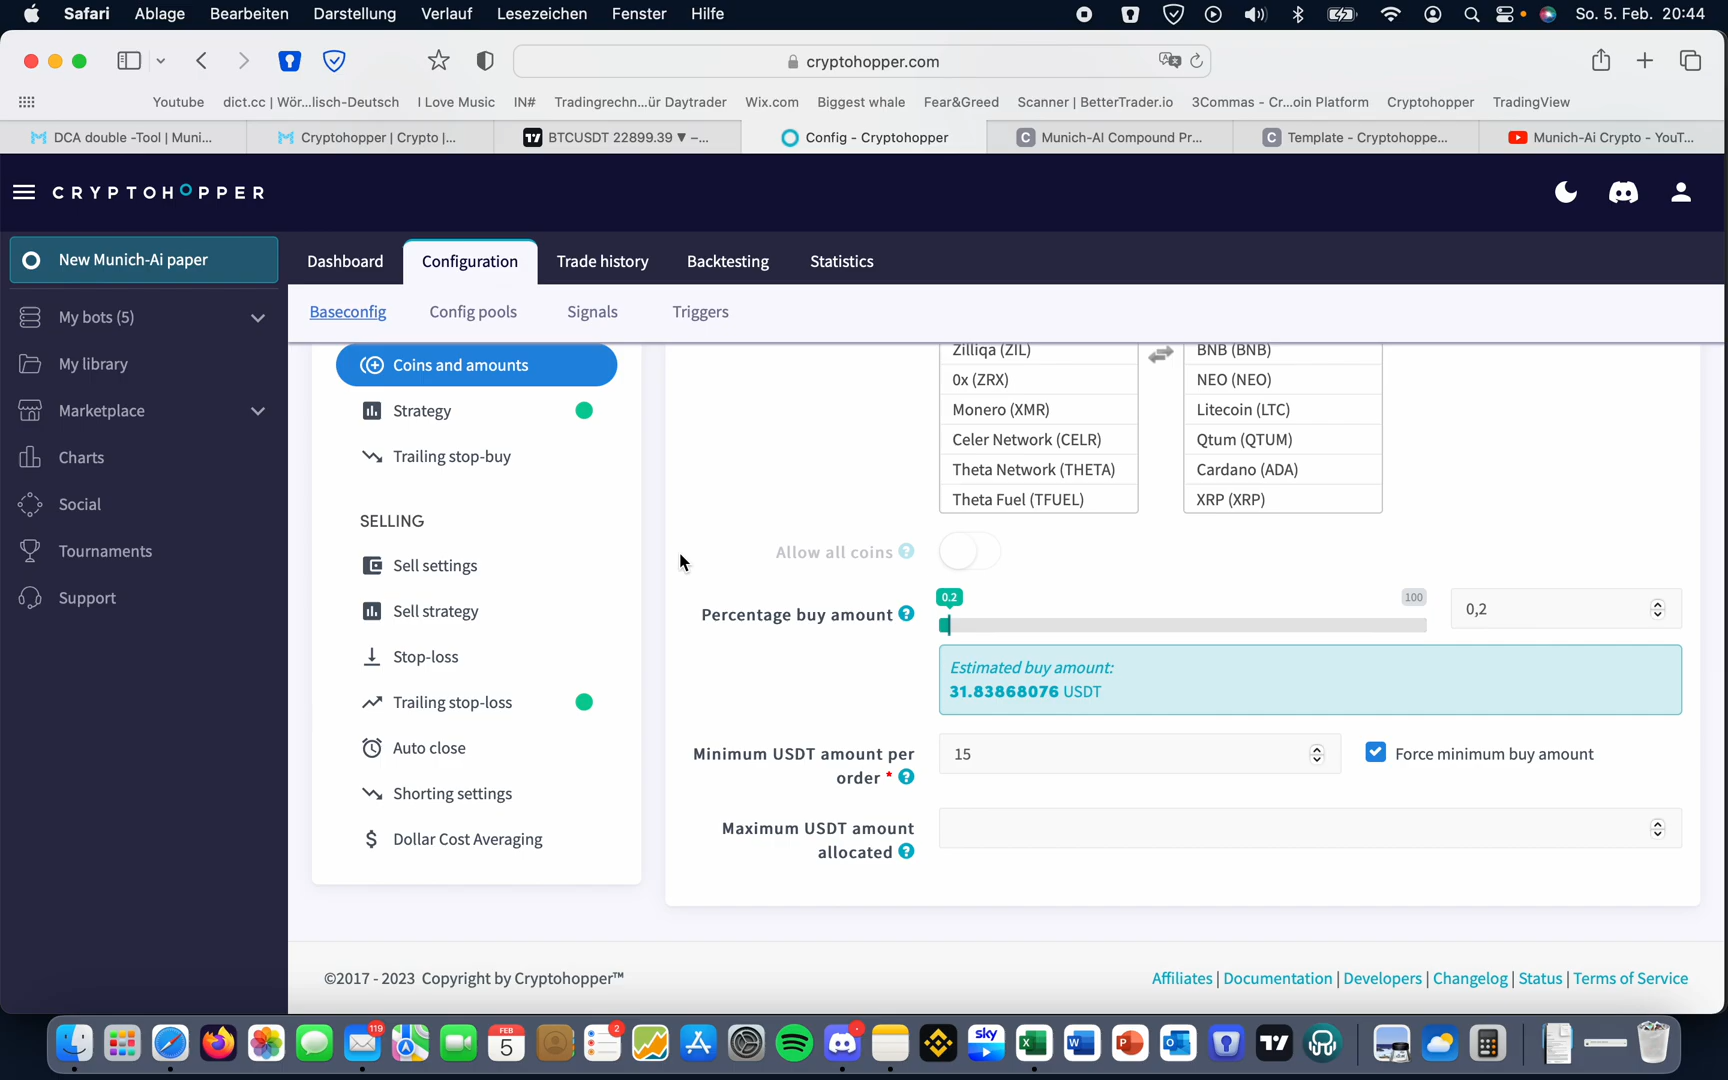 Safari Ablage Bearbeiten Darstellung Verlauf Lesezeichen Fenster Hilfe So. 5. Feb. 20:44
cryptohopper.com
Youtube dict.cc | Wör...lisch-Deutsch I Love Music IN# Tradingrechn...ür Daytrader Wix.com Biggest whale Fear&Greed Scanner | BetterTrader.io 3Commas - Cr...oin Platform Cryptohopper TradingView
DCA double -Tool | Muni... Cryptohopper | Crypto |... BTCUSDT 22899.39 ▼ –... Config - Cryptohopper Munich-AI Compound Pr... Template - Cryptohoppe... Munich-Ai Crypto - YouT...
CRYPTOHOPPER
New Munich-Ai paper
Dashboard Configuration Trade history Backtesting Statistics
Baseconfig Config pools Signals Triggers
My bots (5)
My library
Marketplace
Charts
Social
Tournaments
Support
Coins and amounts
Strategy
Trailing stop-buy
SELLING
Sell settings
Sell strategy
Stop-loss
Trailing stop-loss
Auto close
Shorting settings
Dollar Cost Averaging
Zilliqa (ZIL)
0x (ZRX)
Monero (XMR)
Celer Network (CELR)
Theta Network (THETA)
Theta Fuel (TFUEL)
BNB (BNB)
NEO (NEO)
Litecoin (LTC)
Qtum (QTUM)
Cardano (ADA)
XRP (XRP)
Allow all coins ?
Percentage buy amount ? 0.2 100 0,2
Estimated buy amount:
31.83868076 USDT
Minimum USDT amount per
order * ?
15
Force minimum buy amount
Maximum USDT amount
allocated ?
©2017 - 2023 Copyright by Cryptohopper™
Affiliates | Documentation | Developers | Changelog | Status | Terms of Service
119
FEB
5
2
sky